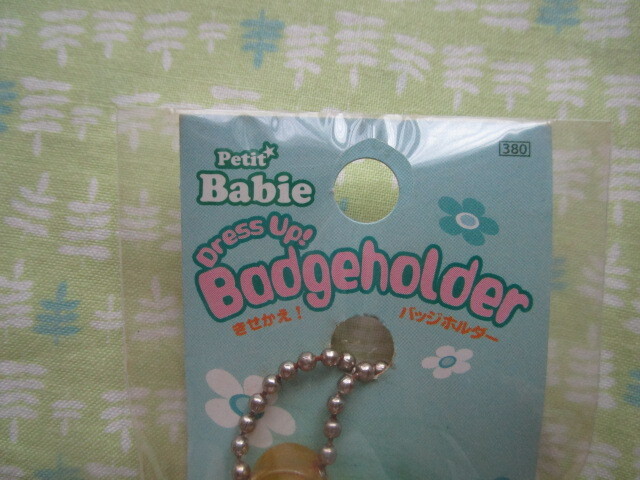 380
Petit
Babie
Dress Up!
Badgeholder
きせかえ！ バッジホルダー